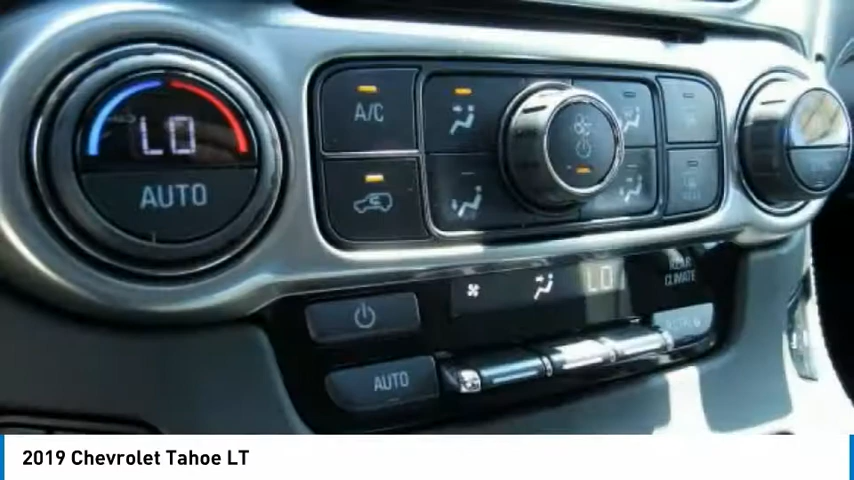 LO
AUTO
A/C
LO
REAR
CLIMATE
AUTO
2019 Chevrolet Tahoe LT